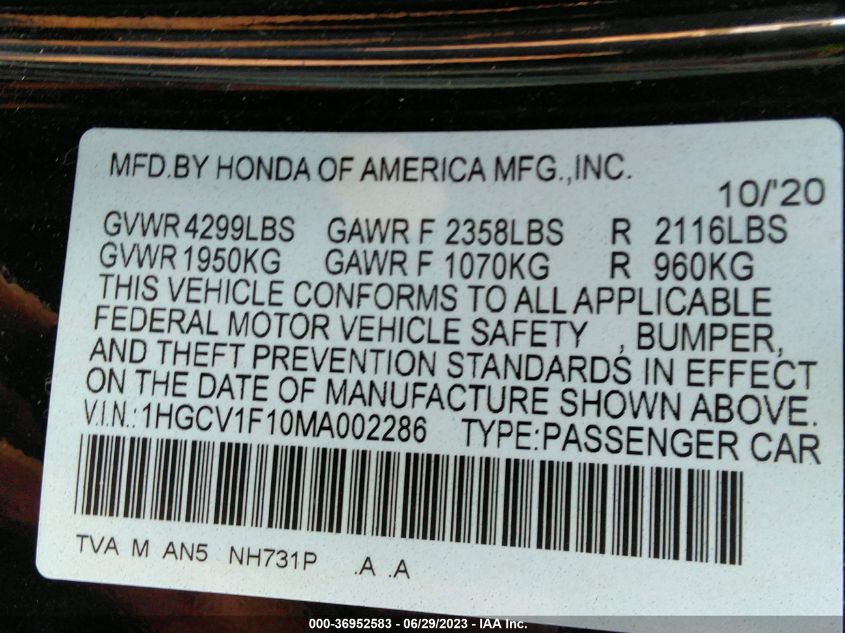 MFD.BY HONDA OF AMERICA MFG.,INC.
10/'20
GVWR 4299LBS GAWR F 2358LBS R 2116LBS
GVWR 1950KG GAWR F 1070KG R 960KG
THIS VEHICLE CONFORMS TO ALL APPLICABLE
FEDERAL MOTOR VEHICLE SAFETY , BUMPER,
AND THEFT PREVENTION STANDARDS IN EFFECT
ON THE DATE OF MANUFACTURE SHOWN ABOVE.
V.I.N.: 1HGCV1F10MA002286 TYPE:PASSENGER CAR
TVA M AN5 NH731P .A .A
000-36952583 - 06/29/2023 - IAA Inc.